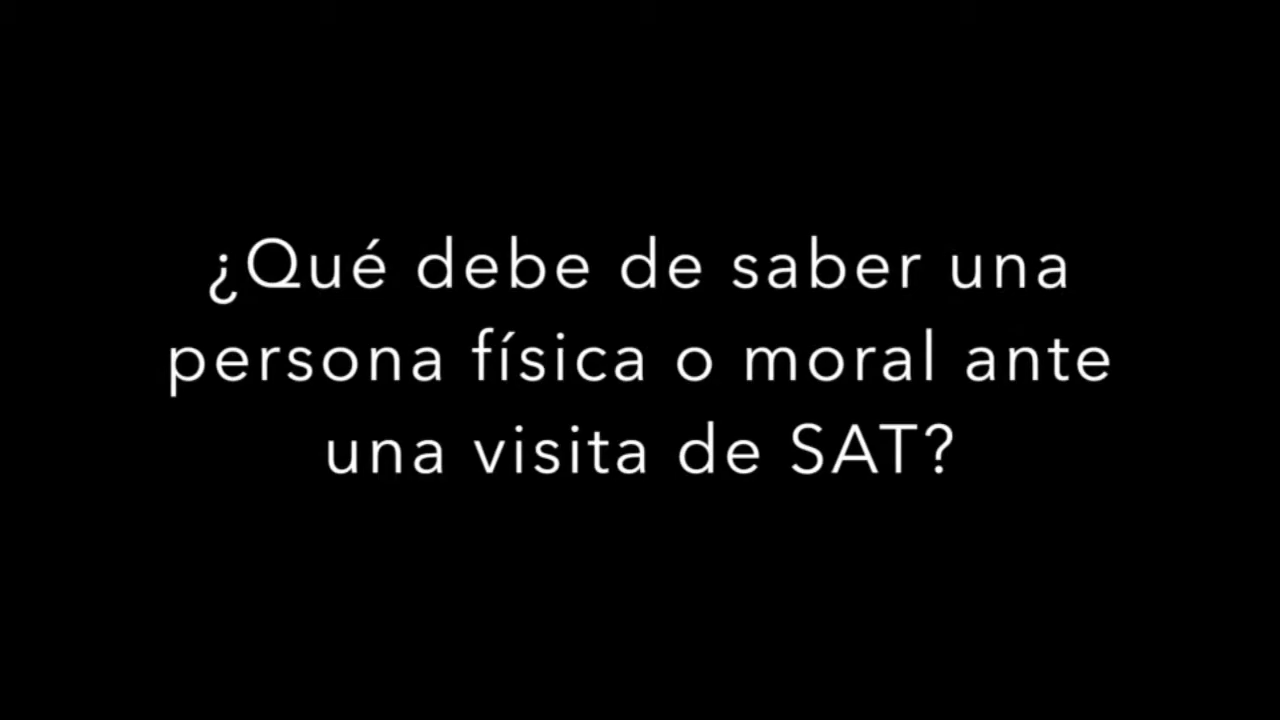 ¿Qué debe de saber una
persona física o moral ante
una visita de SAT?